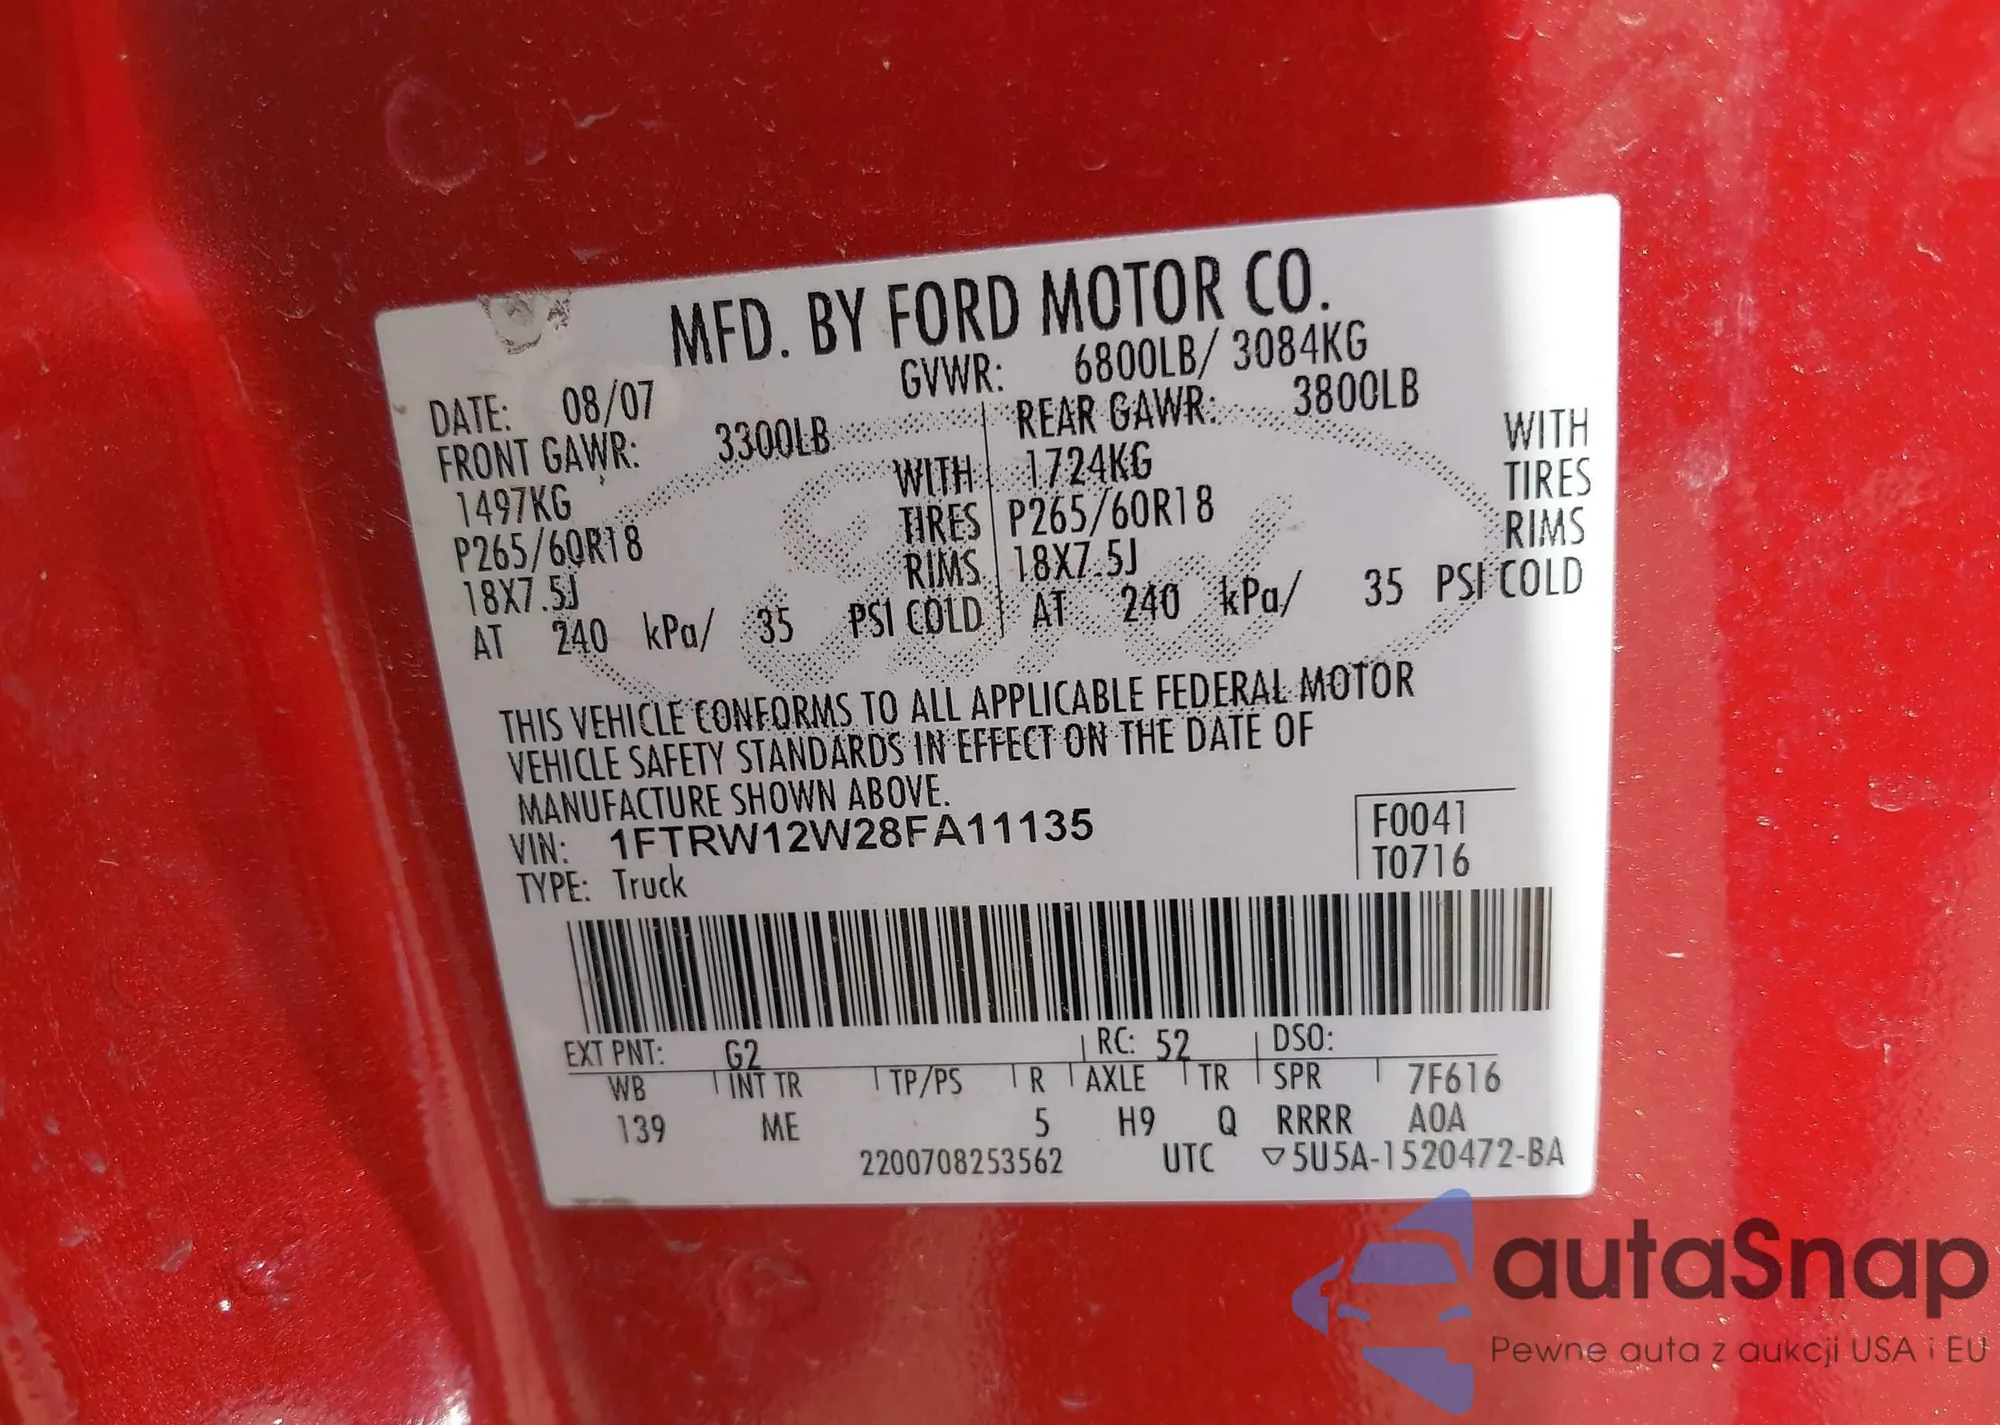 MFD. BY FORD MOTOR CO.
DATE: 08/07 GVWR: 6800LB/ 3084KG
FRONT GAWR: 3300LB REAR GAWR: 3800LB
1497KG WITH 1724KG WITH
P265/60R18 TIRES P265/60R18 TIRES
18X7.5J RIMS 18X7.5J RIMS
AT 240 kPa/ 35 PSI COLD AT 240 kPa/ 35 PSI COLD
THIS VEHICLE CONFORMS TO ALL APPLICABLE FEDERAL MOTOR
VEHICLE SAFETY STANDARDS IN EFFECT ON THE DATE OF
MANUFACTURE SHOWN ABOVE.
VIN: 1FTRW12W28FA11135 F0041
TYPE: Truck T0716
EXT PNT: G2 RC: 52 DSO:
WB INT TR TP/PS R AXLE TR SPR 7F616
139 ME 5 H9 Q RRRR A0A
2200708253562 UTC ▽5U5A-1520472-BA
autaSnap
Pewne auta z aukcji USA i EU